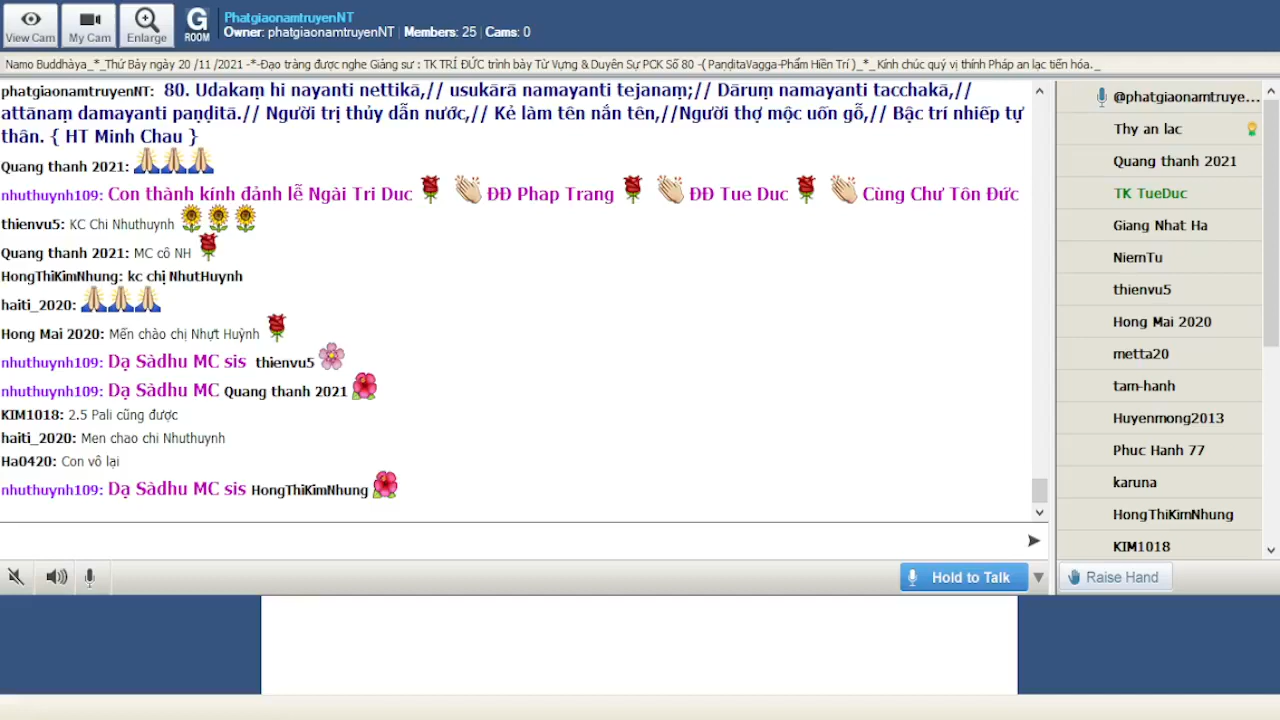 View Cam
My Cam
Enlarge
G
ROOM
PhatgiaonamtruyenNT
Owner: phatgiaonamtruyenNT | Members: 25 | Cams: 0
Namo Buddhàya_*_Thứ Bảy ngày 20 /11 /2021 -*-Đạo tràng được nghe Giảng sư : TK TRÍ ĐỨC trình bày Từ Vựng & Duyên Sự PCK Số 80 -( PaṇḍitaVagga-Phẩm Hiền Trí )_*_ Kính chúc quý vị thính Pháp an lạc tiến hóa._
phatgiaonamtruyenNT: 80. Udakaṃ hi nayanti nettikā,// usukārā namayanti tejanaṃ;// Dāruṃ namayanti tacchakā,//
attānaṃ damayanti paṇḍitā.// Người trị thủy dẫn nước,// Kẻ làm tên nắn tên,//Người thợ mộc uốn gỗ,// Bậc trí nhiếp tự
thân. { HT Minh Chau }
Quang thanh 2021:
nhuthuynh109: Con thành kính đảnh lễ Ngài Tri Duc ĐĐ Phap Trang ĐĐ Tue Duc Cùng Chư Tôn Đức
thienvu5: KC Chi Nhuthuynh
Quang thanh 2021: MC cô NH
HongThiKimNhung: kc chị NhutHuynh
haiti_2020:
Hong Mai 2020: Mến chào chị Nhựt Huỳnh
nhuthuynh109: Dạ Sàdhu MC sis thienvu5
nhuthuynh109: Dạ Sàdhu MC Quang thanh 2021
KIM1018: 2.5 Pali cũng được
haiti_2020: Men chao chi Nhuthuynh
Ha0420: Con vô lại
nhuthuynh109: Dạ Sàdhu MC sis HongThiKimNhung
@phatgiaonamtruye...
Thy an lac
Quang thanh 2021
TK TueDuc
Giang Nhat Ha
NiemTu
thienvu5
Hong Mai 2020
metta20
tam-hanh
Huyenmong2013
Phuc Hanh 77
karuna
HongThiKimNhung
KIM1018
Hold to Talk
Raise Hand